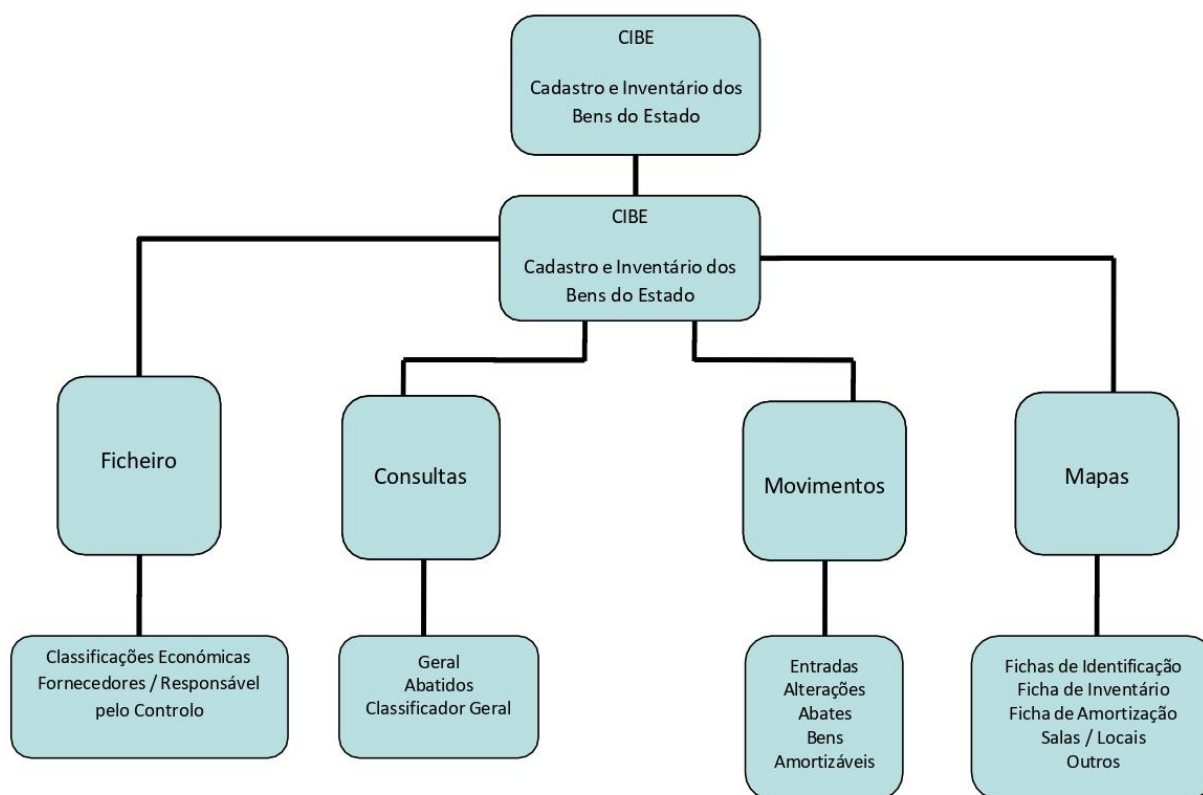 CIBE
Cadastro e Inventário dos
Bens do Estado
CIBE
Cadastro e Inventário dos
Bens do Estado
Ficheiro
Consultas
Movimentos
Mapas
Classificações Económicas
Fornecedores / Responsável
pelo Controlo
Geral
Abatidos
Classificador Geral
Entradas
Alterações
Abates
Bens
Amortizáveis
Fichas de Identificação
Ficha de Inventário
Ficha de Amortização
Salas / Locais
Outros